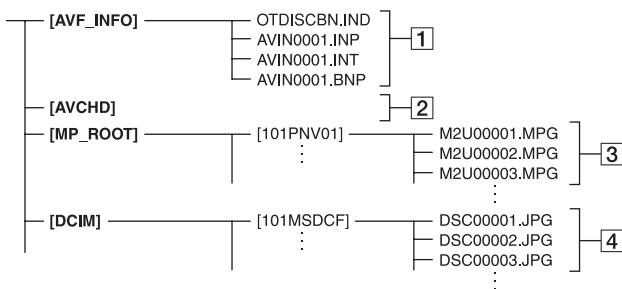 [AVF_INFO] OTDISCBN.IND
AVIN0001.INP
AVIN0001.INT
AVIN0001.BNP
1
[AVCHD] 2
[MP_ROOT] [101PNV01] M2U00001.MPG
M2U00002.MPG
M2U00003.MPG
3
[DCIM] [101MSDCF] DSC00001.JPG
DSC00002.JPG
DSC00003.JPG
4